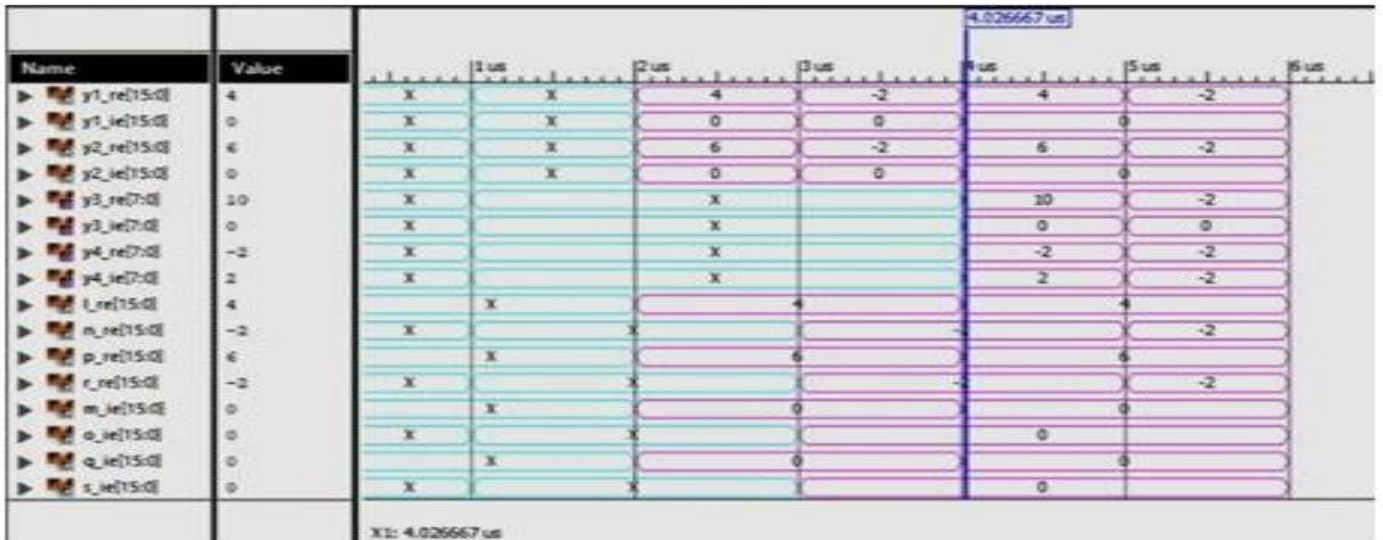 4.026667 us
Name Value 1 us 2 us 3 us 4 us 5 us 6 us
y1_re[15:0] 4 X X 4 -2 4 -2
y1_ie[15:0] 0 X X 0 0 0
y2_re[15:0] 6 X X 6 -2 6 -2
y2_ie[15:0] 0 X X 0 0 0
y3_re[7:0] 10 X X 10 -2
y3_ie[7:0] 0 X X 0 0
y4_re[7:0] -2 X X -2 -2
y4_ie[7:0] 2 X X 2 -2
l_re[15:0] 4 X 4 4
n_re[15:0] -2 X X -2 -2
p_re[15:0] 6 X 6 6
r_re[15:0] -2 X X -2 -2
m_ie[15:0] 0 X 0 0
o_ie[15:0] 0 X X 0
q_ie[15:0] 0 X 0 0
s_ie[15:0] 0 X X 0
X1: 4.026667 us